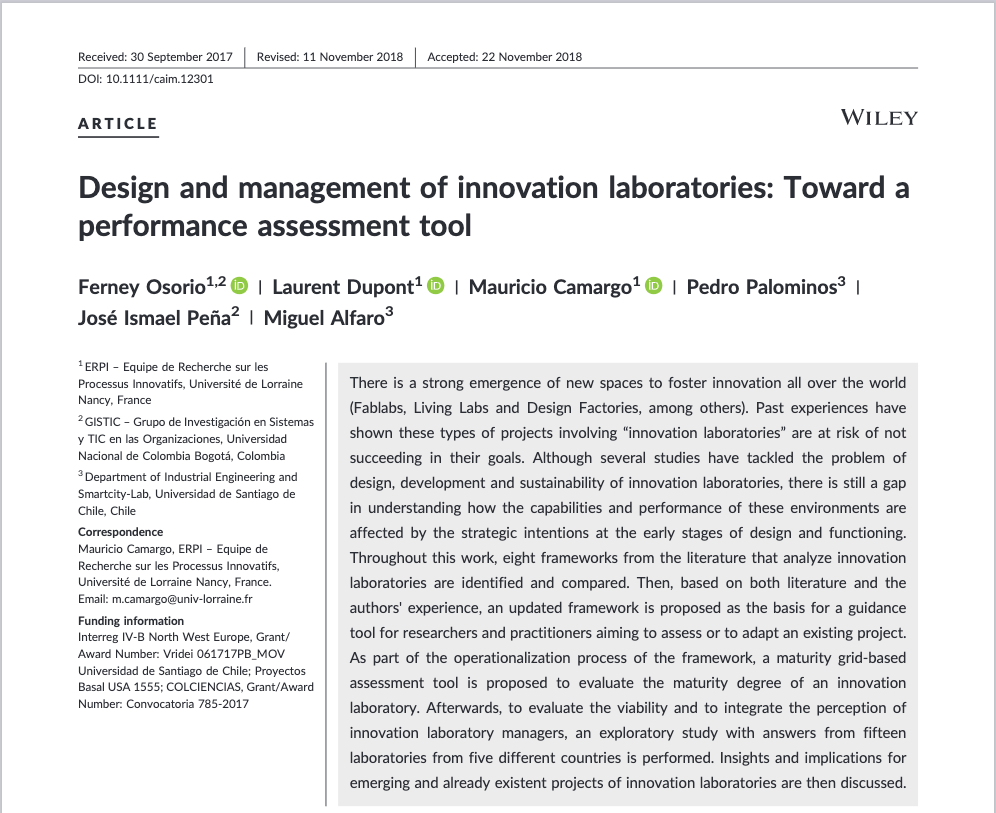 Received: 30 September 2017 | Revised: 11 November 2018 | Accepted: 22 November 2018
DOI: 10.1111/caim.12301
ARTICLE
WILEY
Design and management of innovation laboratories: Toward a
performance assessment tool
Ferney Osorio1,2 iD | Laurent Dupont1 iD | Mauricio Camargo1 iD | Pedro Palominos3 |
José Ismael Peña2 | Miguel Alfaro3
1 ERPI – Equipe de Recherche sur les
Processus Innovatifs, Université de Lorraine
Nancy, France
2 GISTIC – Grupo de Investigación en Sistemas
y TIC en las Organizaciones, Universidad
Nacional de Colombia Bogotá, Colombia
3 Department of Industrial Engineering and
Smartcity-Lab, Universidad de Santiago de
Chile, Chile
Correspondence
Mauricio Camargo, ERPI – Equipe de
Recherche sur les Processus Innovatifs,
Université de Lorraine Nancy, France.
Email: m.camargo@univ-lorraine.fr
Funding information
Interreg IV-B North West Europe, Grant/
Award Number: Vridei 061717PB_MOV
Universidad de Santiago de Chile; Proyectos
Basal USA 1555; COLCIENCIAS, Grant/Award
Number: Convocatoria 785-2017
There is a strong emergence of new spaces to foster innovation all over the world
(Fablabs, Living Labs and Design Factories, among others). Past experiences have
shown these types of projects involving “innovation laboratories” are at risk of not
succeeding in their goals. Although several studies have tackled the problem of
design, development and sustainability of innovation laboratories, there is still a gap
in understanding how the capabilities and performance of these environments are
affected by the strategic intentions at the early stages of design and functioning.
Throughout this work, eight frameworks from the literature that analyze innovation
laboratories are identified and compared. Then, based on both literature and the
authors' experience, an updated framework is proposed as the basis for a guidance
tool for researchers and practitioners aiming to assess or to adapt an existing project.
As part of the operationalization process of the framework, a maturity grid-based
assessment tool is proposed to evaluate the maturity degree of an innovation
laboratory. Afterwards, to evaluate the viability and to integrate the perception of
innovation laboratory managers, an exploratory study with answers from fifteen
laboratories from five different countries is performed. Insights and implications for
emerging and already existent projects of innovation laboratories are then discussed.